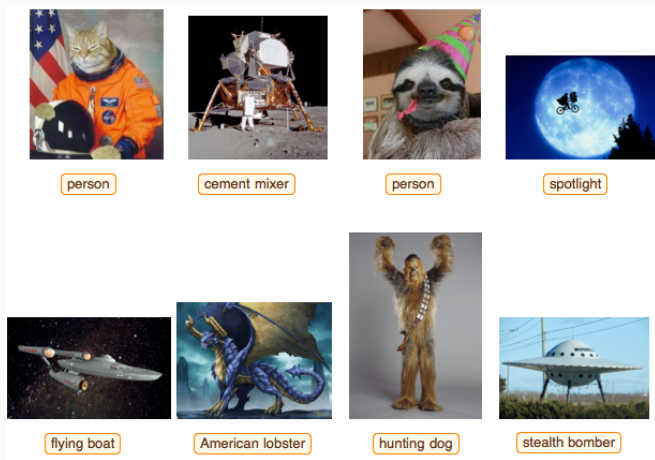 person
cement mixer
person
spotlight
flying boat
American lobster
hunting dog
stealth bomber